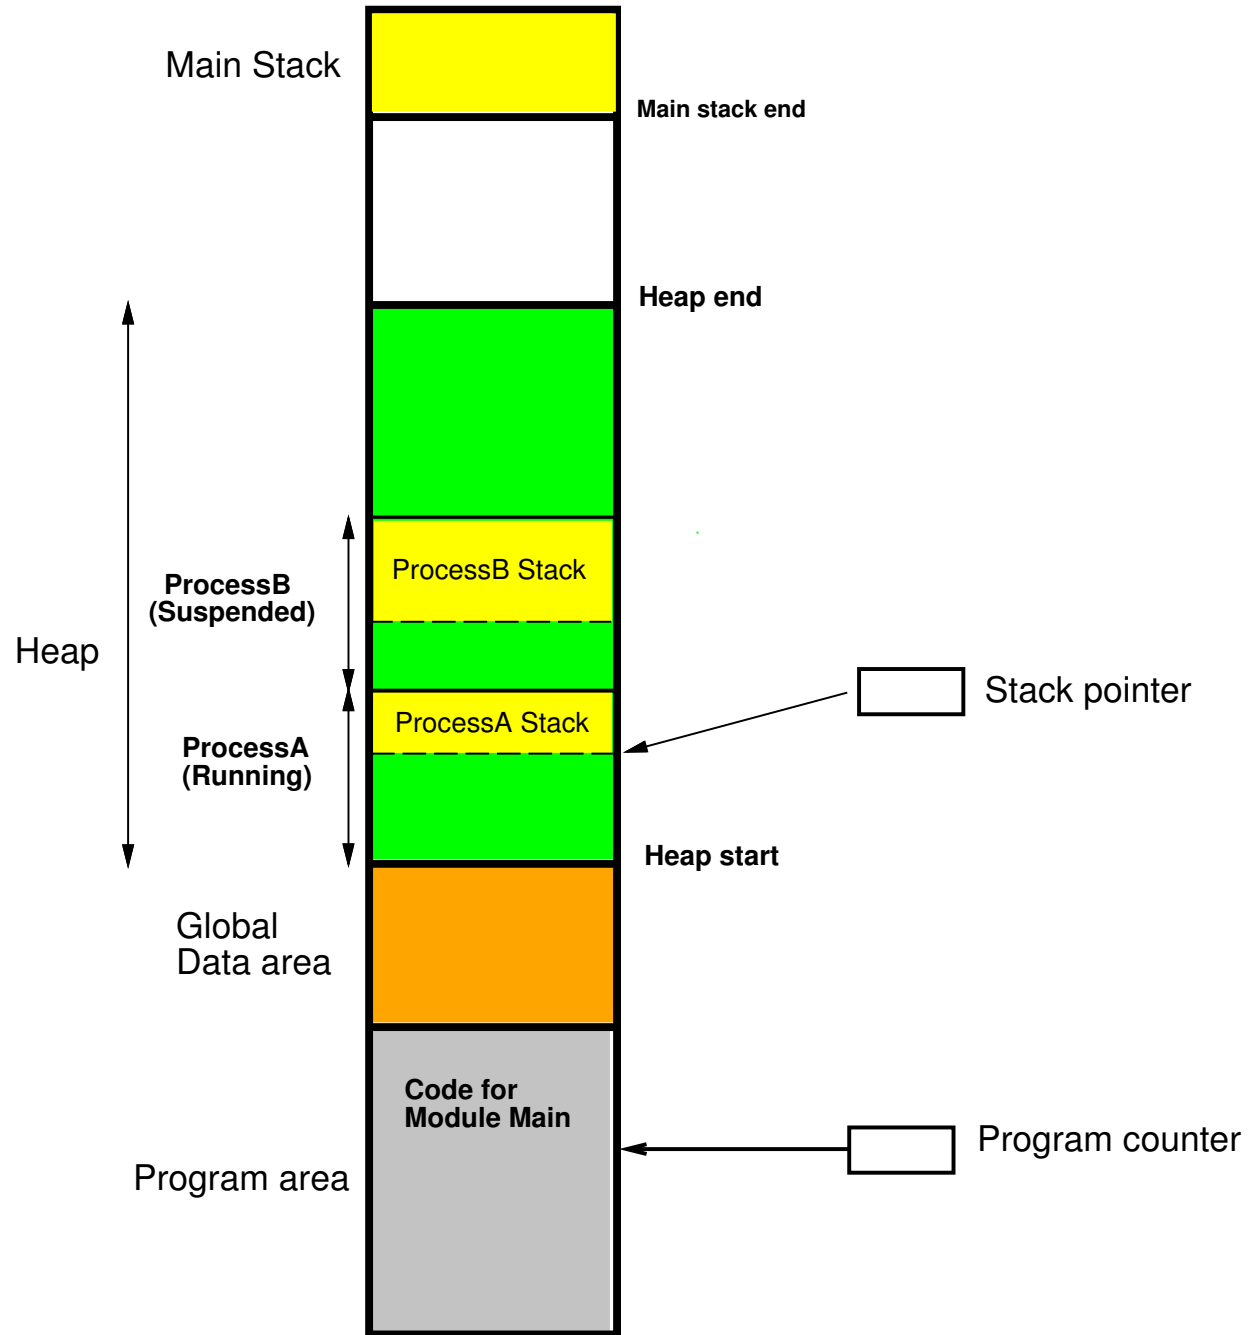 Main Stack
Main stack end
Heap end
ProcessB Stack
ProcessB
(Suspended)
Heap
Stack pointer
ProcessA Stack
ProcessA
(Running)
Heap start
Global
Data area
Code for
Module Main
Program counter
Program area